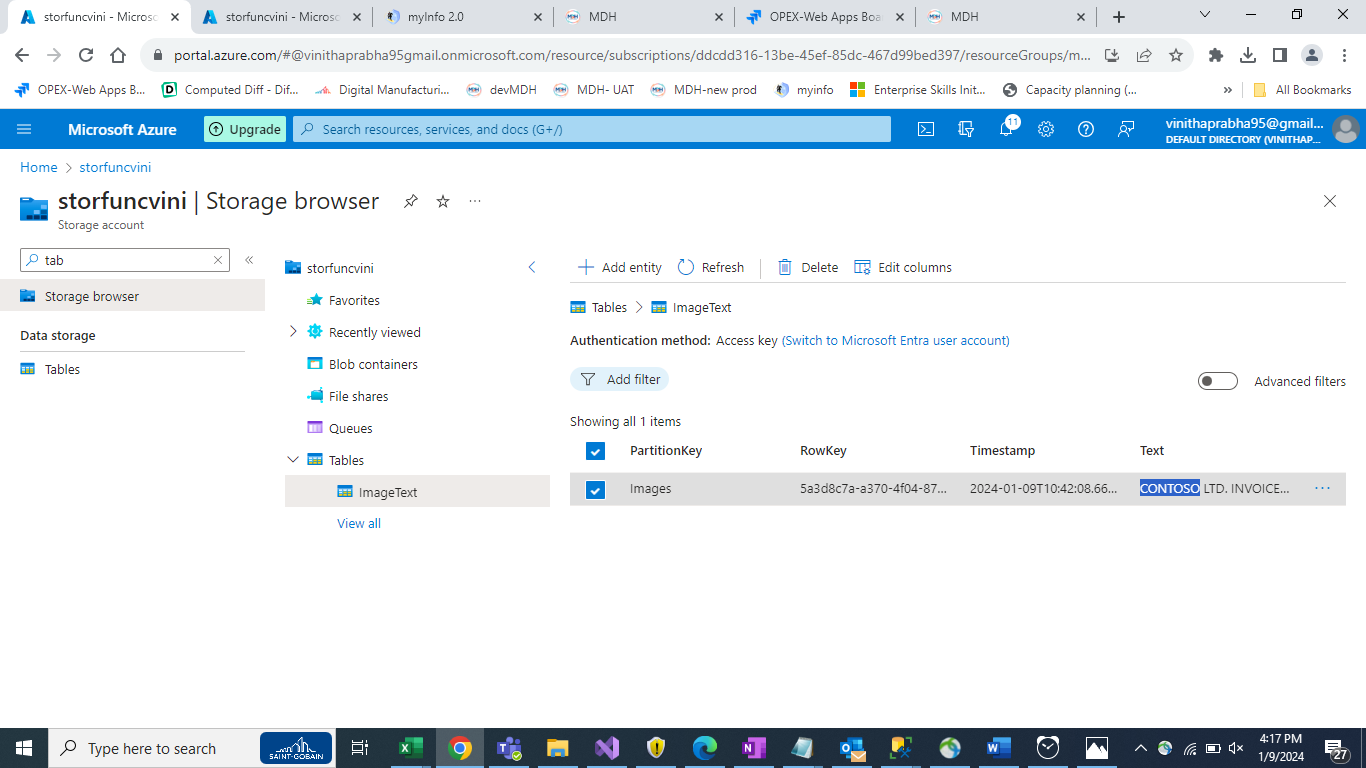 storfuncvini - Micros
storfuncvini - Micros
myInfo 2.0
MDH
OPEX-Web Apps Boa
MDH
portal.azure.com/#@vinithaprabha95gmail.onmicrosoft.com/resource/subscriptions/ddcdd316-13be-45ef-85dc-467d99bed397/resourceGroups/m...
OPEX-Web Apps B...
Computed Diff - Dif...
Digital Manufacturi...
devMDH
MDH- UAT
MDH-new prod
myinfo
Enterprise Skills Init...
Capacity planning (...
»
All Bookmarks
Microsoft Azure
Upgrade
Search resources, services, and docs (G+/)
11
vinithaprabha95@gmail....
DEFAULT DIRECTORY (VINITHAP...
Home > storfuncvini
storfuncvini | Storage browser
...
Storage account
tab
«
Storage browser
Data storage
Tables
storfuncvini
Favorites
Recently viewed
Blob containers
File shares
Queues
Tables
ImageText
View all
Add entity
Refresh
Delete
Edit columns
Tables > ImageText
Authentication method: Access key (Switch to Microsoft Entra user account)
Add filter
Advanced filters
Showing all 1 items
PartitionKey RowKey Timestamp Text
Images 5a3d8c7a-a370-4f04-87... 2024-01-09T10:42:08.66... CONTOSO LTD. INVOICE... ...
Type here to search
SAINT-GOBAIN
4:17 PM
1/9/2024
27